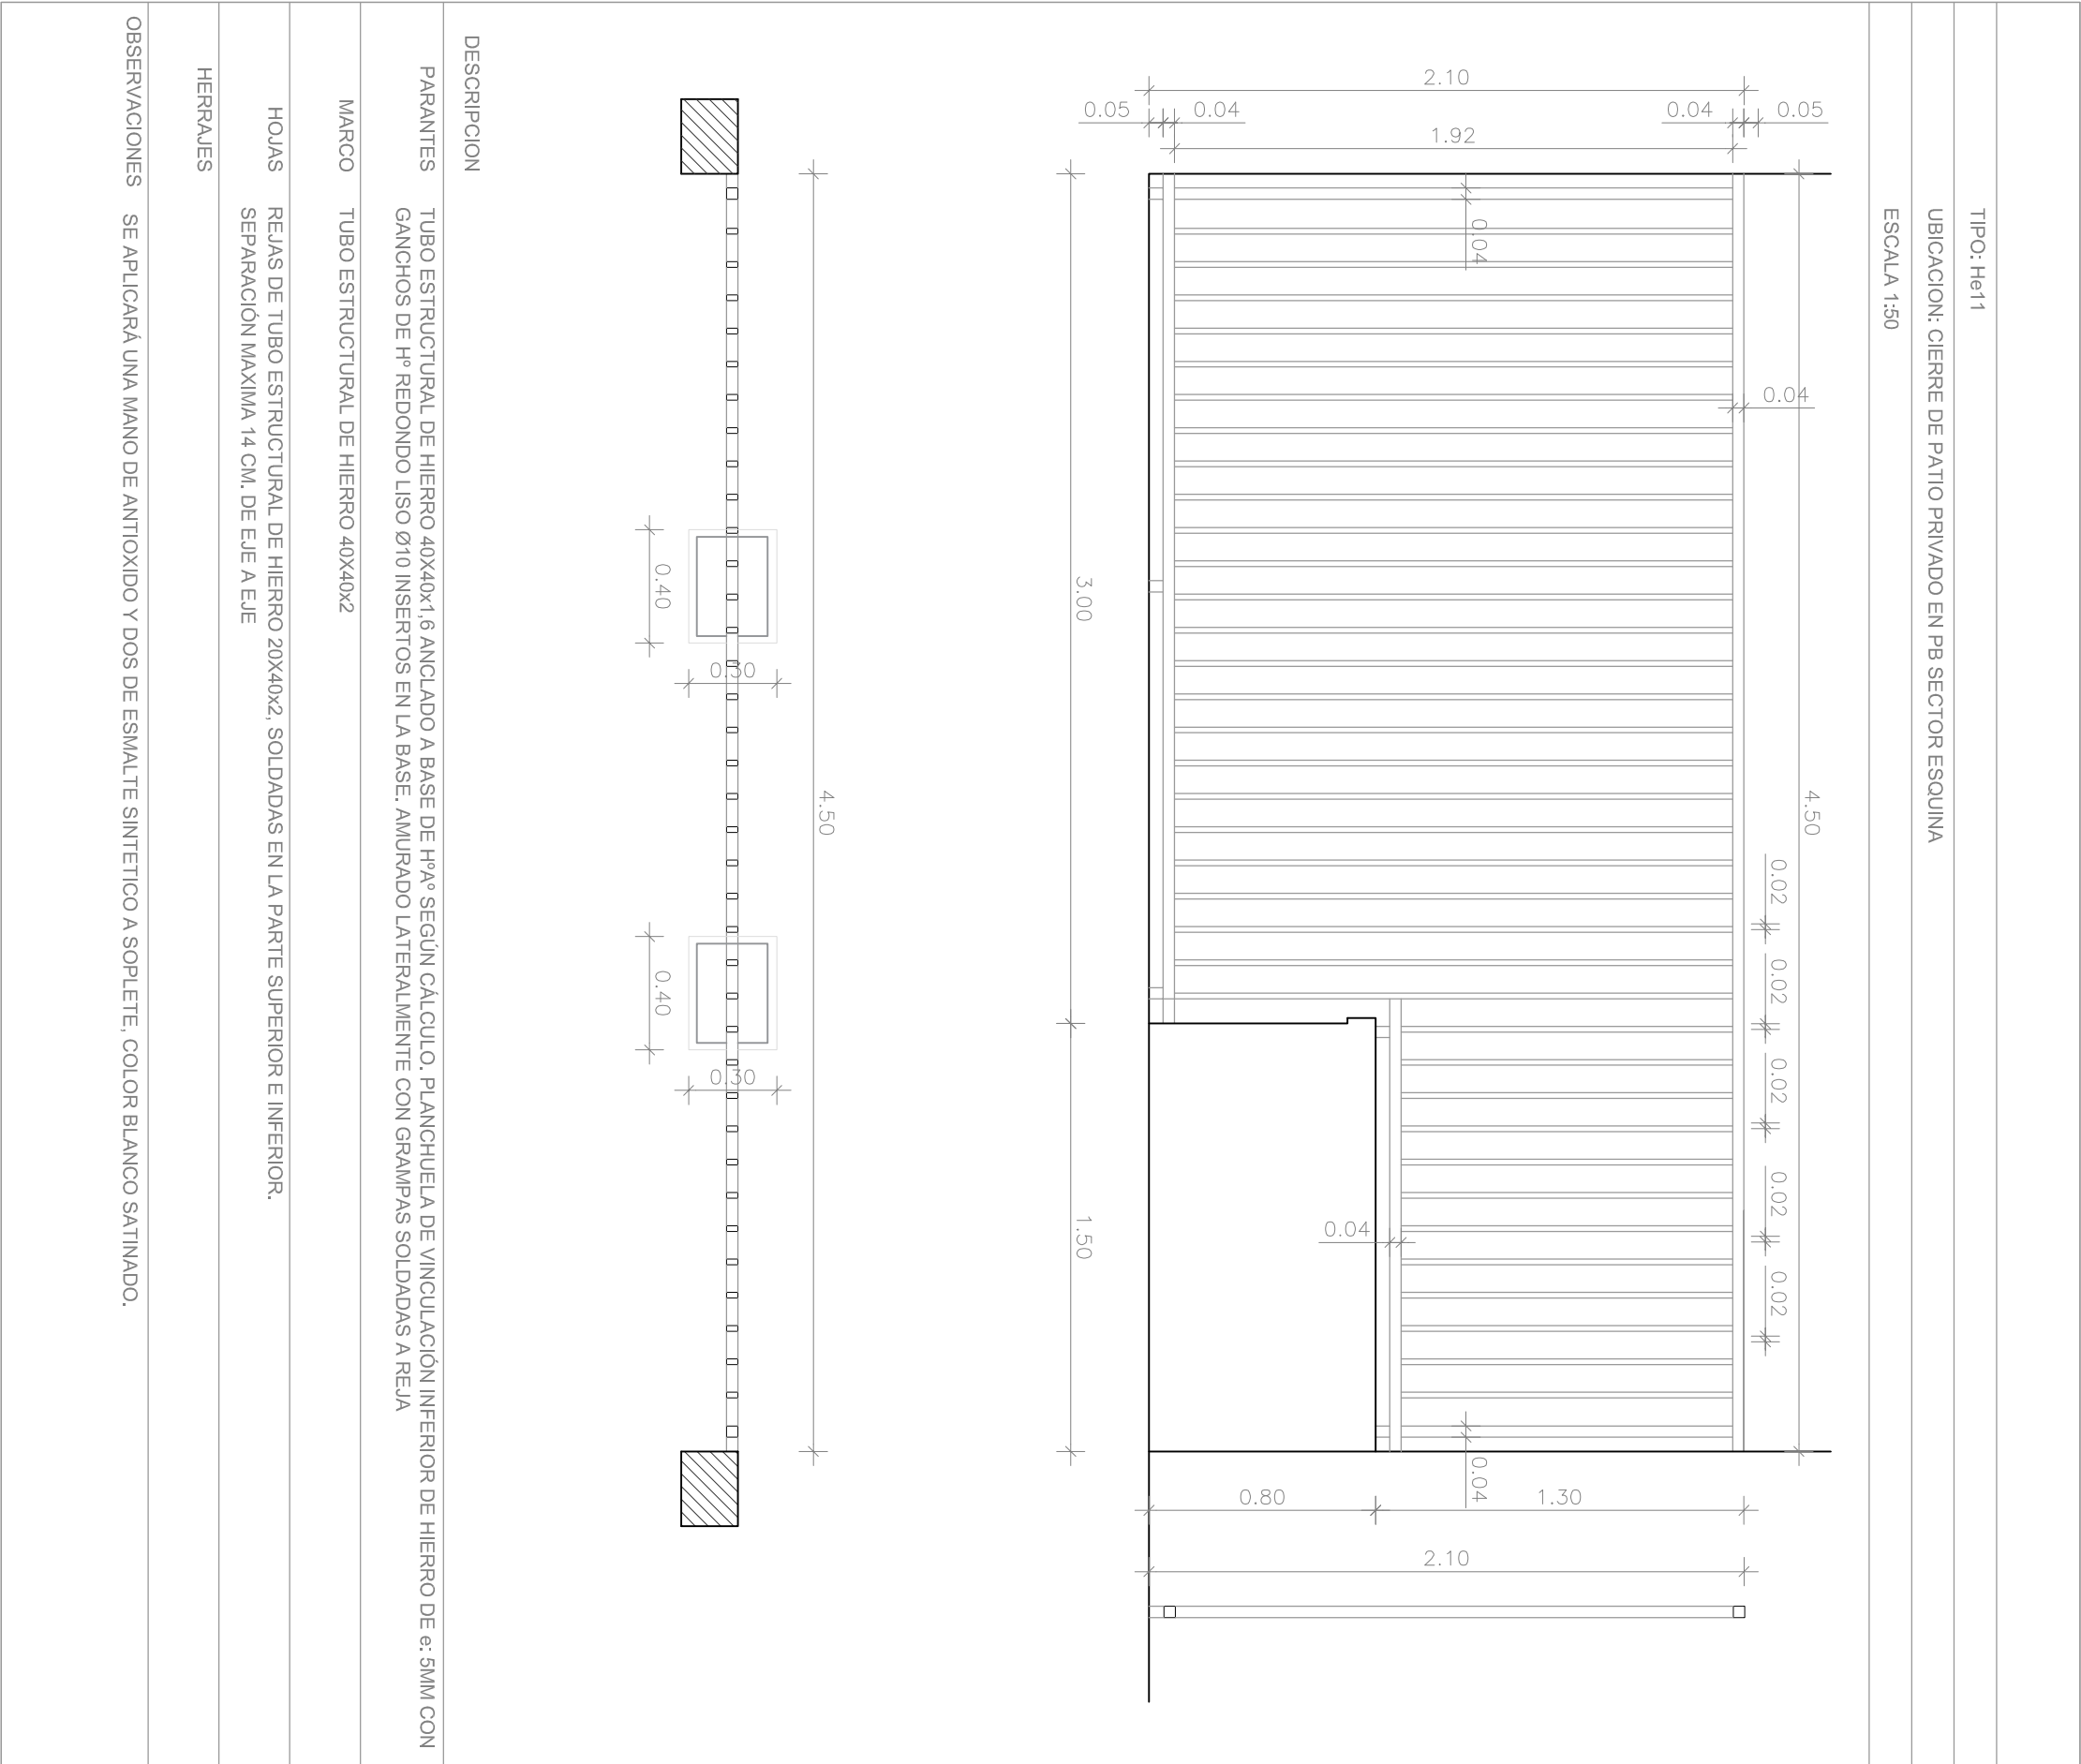 TIPO: He11
UBICACION: CIERRE DE PATIO PRIVADO EN PB SECTOR ESQUINA
ESCALA 1:50
4.50
0.02
0.02
0.02
0.02
0.02
2.10
0.05
0.04
0.04
0.05
1.92
0.04
0.04
0.04
0.04
0.80
1.30
2.10
3.00
1.50
4.50
0.40
0.30
0.40
0.30
DESCRIPCION
PARANTES TUBO ESTRUCTURAL DE HIERRO 40X40x1,6 ANCLADO A BASE DE HºAº SEGÚN CÁLCULO. PLANCHUELA DE VINCULACIÓN INFERIOR DE HIERRO DE e: 5MM CON
GANCHOS DE Hº REDONDO LISO Ø10 INSERTOS EN LA BASE. AMURADO LATERALMENTE CON GRAMPAS SOLDADAS A REJA
MARCO TUBO ESTRUCTURAL DE HIERRO 40X40x2
HOJAS REJAS DE TUBO ESTRUCTURAL DE HIERRO 20X40x2, SOLDADAS EN LA PARTE SUPERIOR E INFERIOR.
SEPARACIÓN MAXIMA 14 CM. DE EJE A EJE
HERRAJES
OBSERVACIONES SE APLICARÁ UNA MANO DE ANTIOXIDO Y DOS DE ESMALTE SINTETICO A SOPLETE, COLOR BLANCO SATINADO.